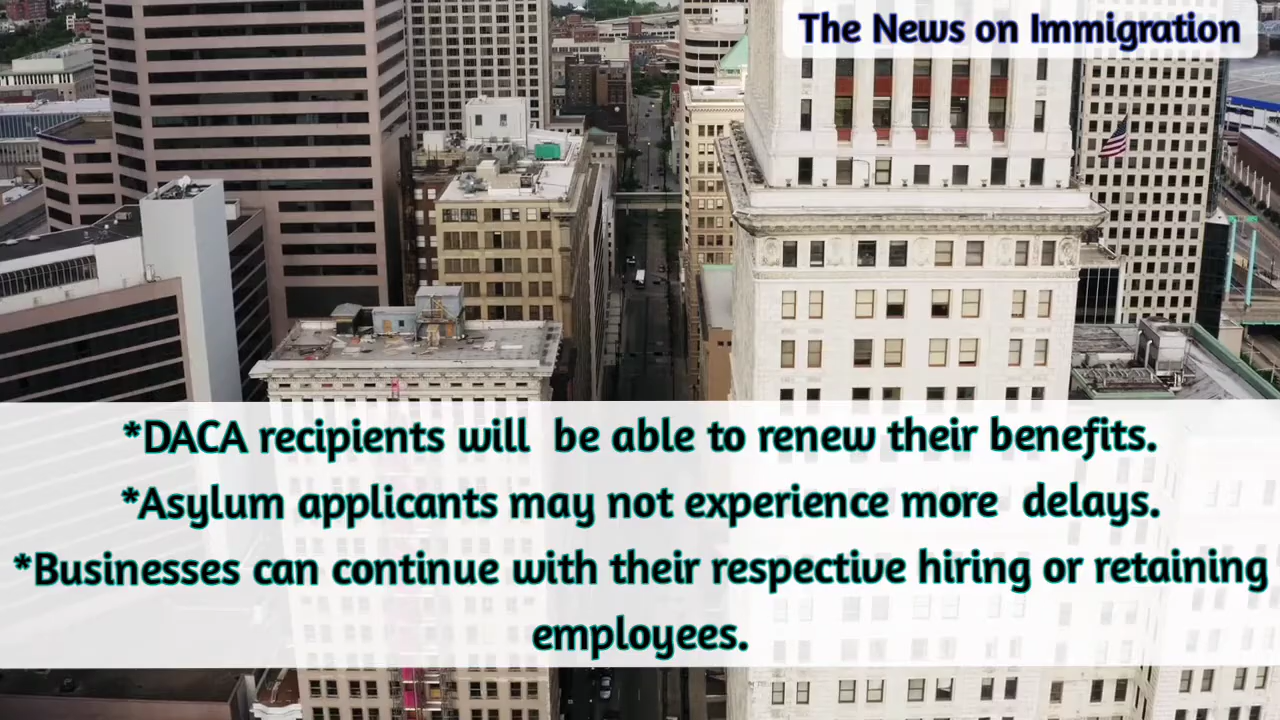 The News on Immigration
*DACA recipients will  be able to renew their benefits.
*Asylum applicants may not experience more  delays.
*Businesses can continue with their respective hiring or retaining
employees.